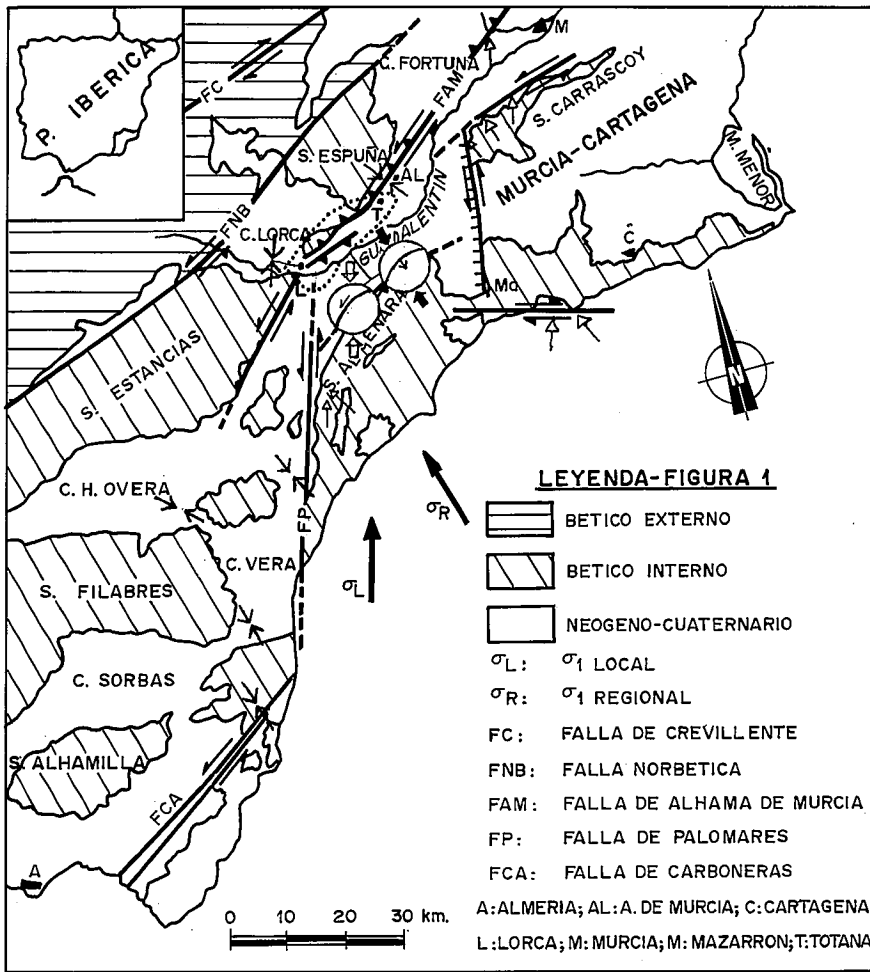 P. IBERICA
FC
C. FORTUNA
M
FAM
S. CARRASCOY
MURCIA-CARTAGENA
M. MENOR
S. ESPUÑA
AL
FNB
C. LORCA
T
GUADALENTIN
C
L
Ma
S. ALMENARA
S. ESTANCIAS
N
C. H. OVERA
FP
σR
C. VERA
σL
S. FILABRES
C. SORBAS
S. ALHAMILLA
FCA
A
0 10 20 30 km.
LEYENDA-FIGURA 1
BETICO EXTERNO
BETICO INTERNO
NEOGENO-CUATERNARIO
σL: σ1 LOCAL
σR: σ1 REGIONAL
FC: FALLA DE CREVILLENTE
FNB: FALLA NORBETICA
FAM: FALLA DE ALHAMA DE MURCIA
FP: FALLA DE PALOMARES
FCA: FALLA DE CARBONERAS
A:ALMERIA; AL:A. DE MURCIA; C:CARTAGENA
L:LORCA; M:MURCIA; M:MAZARRON; T:TOTANA